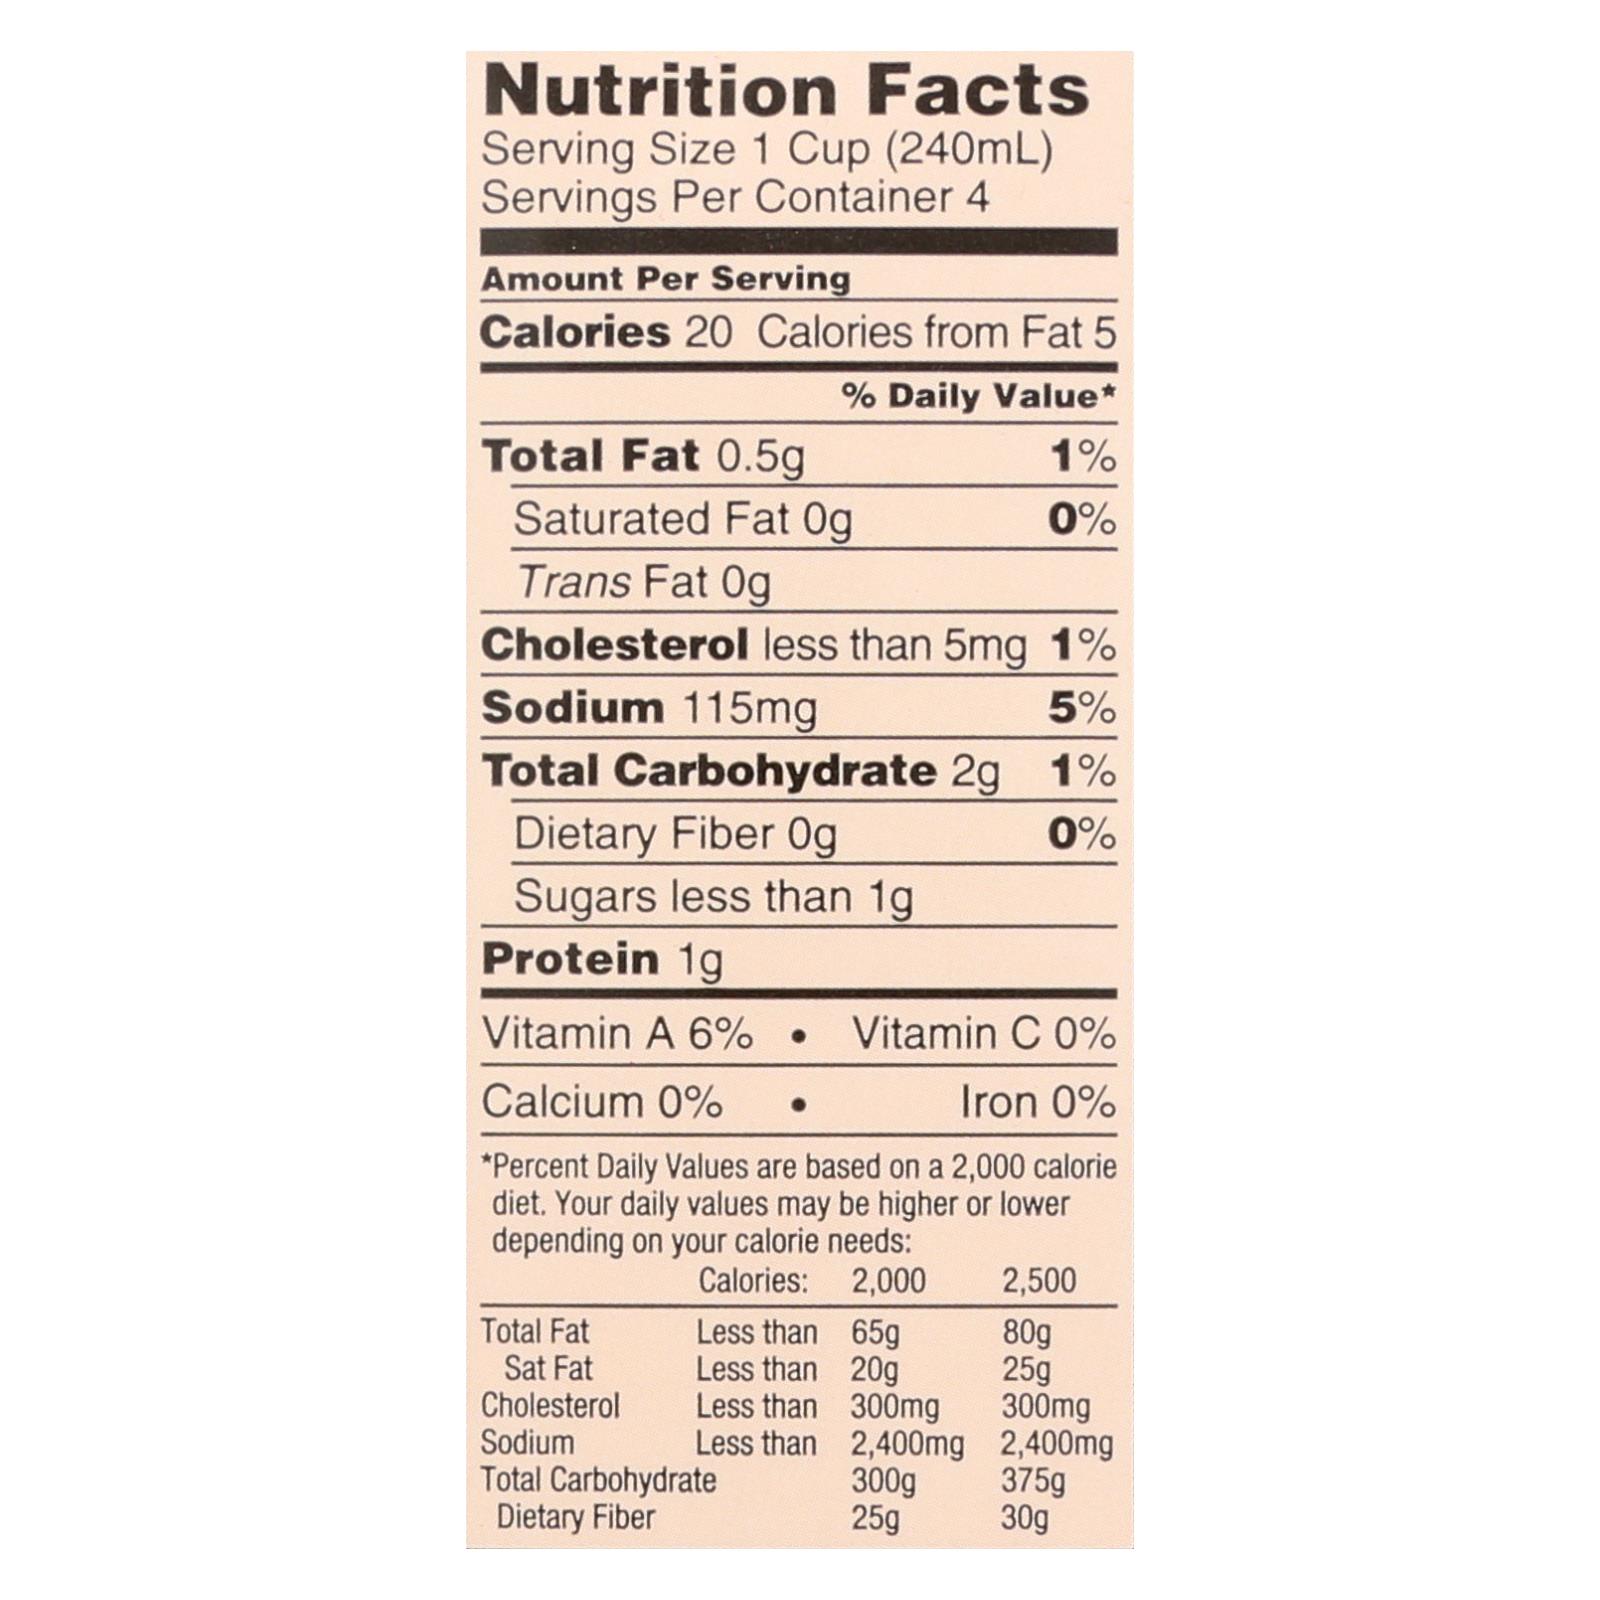 Nutrition Facts
Serving Size 1 Cup (240mL)
Servings Per Container 4
Amount Per Serving
Calories 20 Calories from Fat 5
% Daily Value*
Total Fat 0.5g 1%
Saturated Fat 0g 0%
Trans Fat 0g
Cholesterol less than 5mg 1%
Sodium 115mg 5%
Total Carbohydrate 2g 1%
Dietary Fiber 0g 0%
Sugars less than 1g
Protein 1g
Vitamin A 6% • Vitamin C 0%
Calcium 0% • Iron 0%
*Percent Daily Values are based on a 2,000 calorie
diet. Your daily values may be higher or lower
depending on your calorie needs:
Calories: 2,000 2,500
Total Fat Less than 65g 80g
Sat Fat Less than 20g 25g
Cholesterol Less than 300mg 300mg
Sodium Less than 2,400mg 2,400mg
Total Carbohydrate 300g 375g
Dietary Fiber 25g 30g